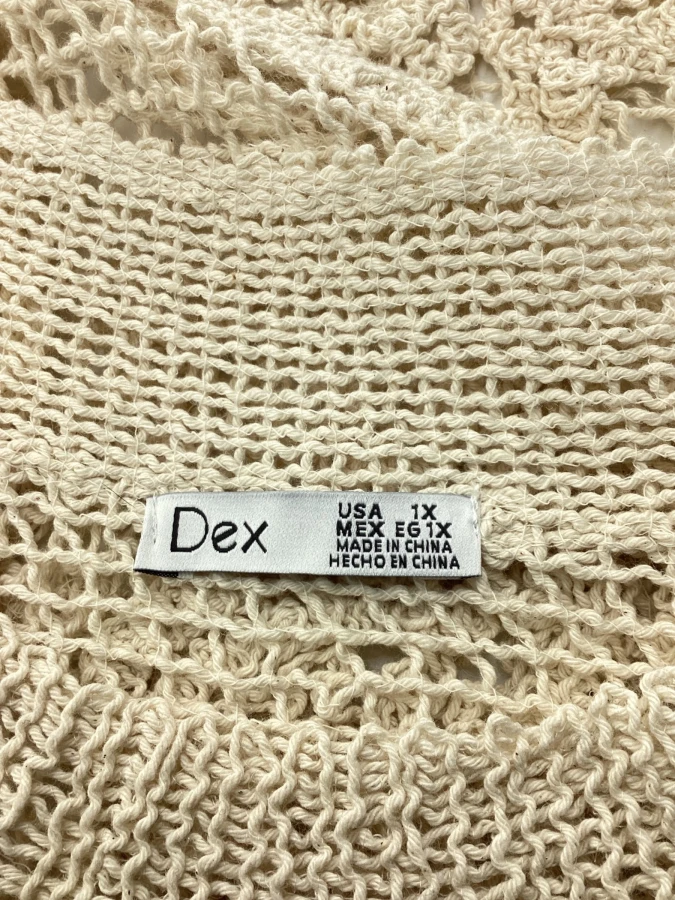 Dex
USA 1X
MEX EG 1X
MADE IN CHINA
HECHO EN CHINA